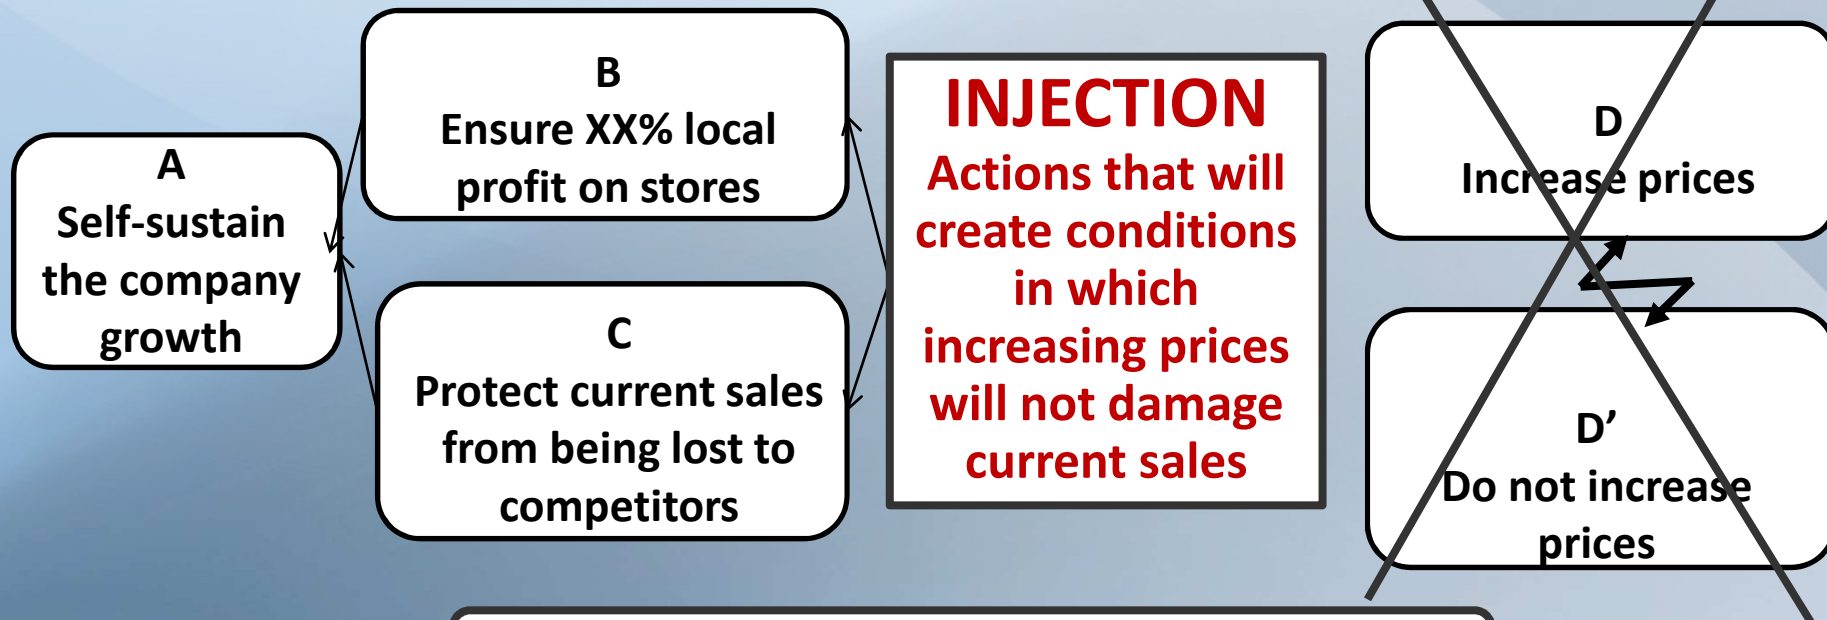 A
Self-sustain
the company
growth
B
Ensure XX% local
profit on stores
C
Protect current sales
from being lost to
competitors
INJECTION
Actions that will
create conditions
in which
increasing prices
will not damage
current sales
D
Increase prices
D’
Do not increase
prices